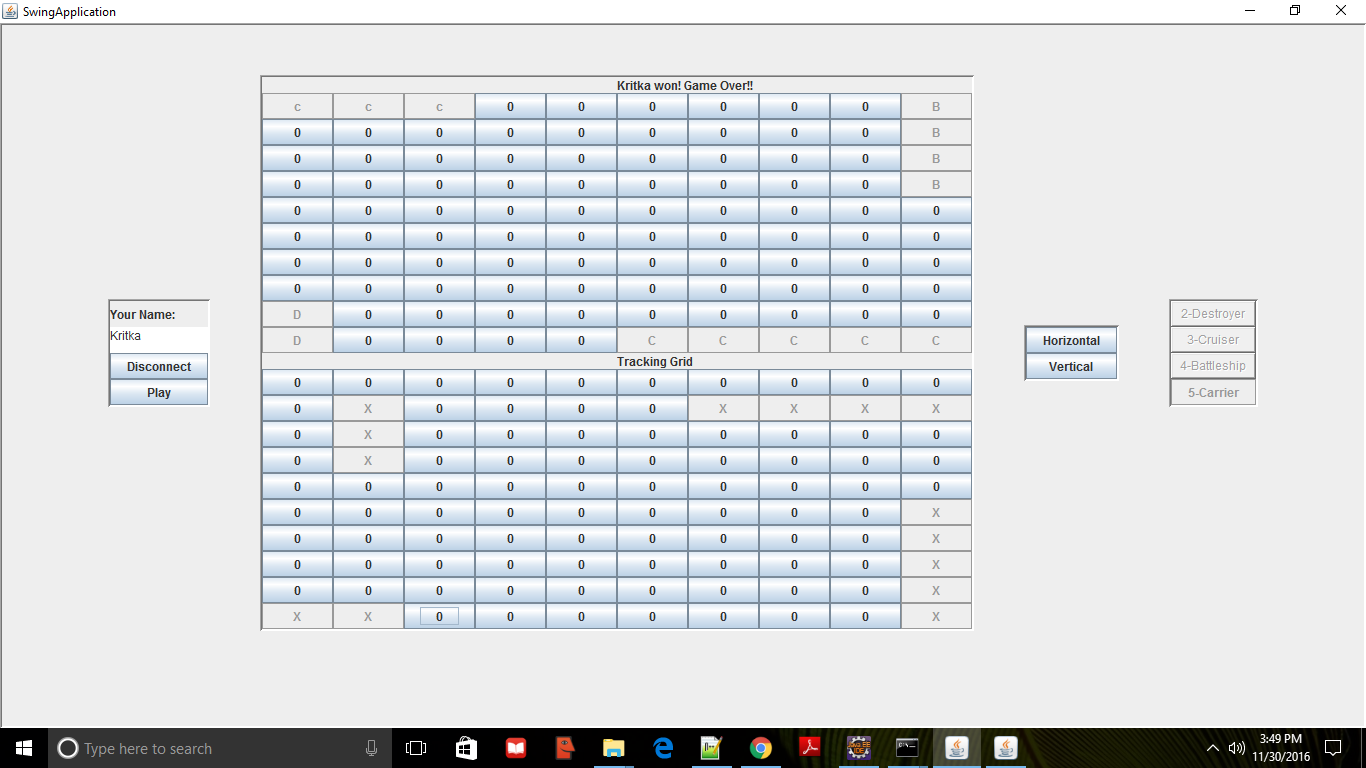 SwingApplication
Kritka won! Game Over!!
c c c 0 0 0 0 0 0 B
0 0 0 0 0 0 0 0 0 B
0 0 0 0 0 0 0 0 0 B
0 0 0 0 0 0 0 0 0 B
0 0 0 0 0 0 0 0 0 0
0 0 0 0 0 0 0 0 0 0
0 0 0 0 0 0 0 0 0 0
0 0 0 0 0 0 0 0 0 0
D 0 0 0 0 0 0 0 0 0
D 0 0 0 0 C C C C C
Tracking Grid
0 0 0 0 0 0 0 0 0 0
0 X 0 0 0 0 X X X X
0 X 0 0 0 0 0 0 0 0
0 X 0 0 0 0 0 0 0 0
0 0 0 0 0 0 0 0 0 0
0 0 0 0 0 0 0 0 0 X
0 0 0 0 0 0 0 0 0 X
0 0 0 0 0 0 0 0 0 X
0 0 0 0 0 0 0 0 0 X
X X 0 0 0 0 0 0 0 X
Your Name:
Kritka
Disconnect
Play
Horizontal
Vertical
2-Destroyer
3-Cruiser
4-Battleship
5-Carrier
Type here to search
3:49 PM
11/30/2016